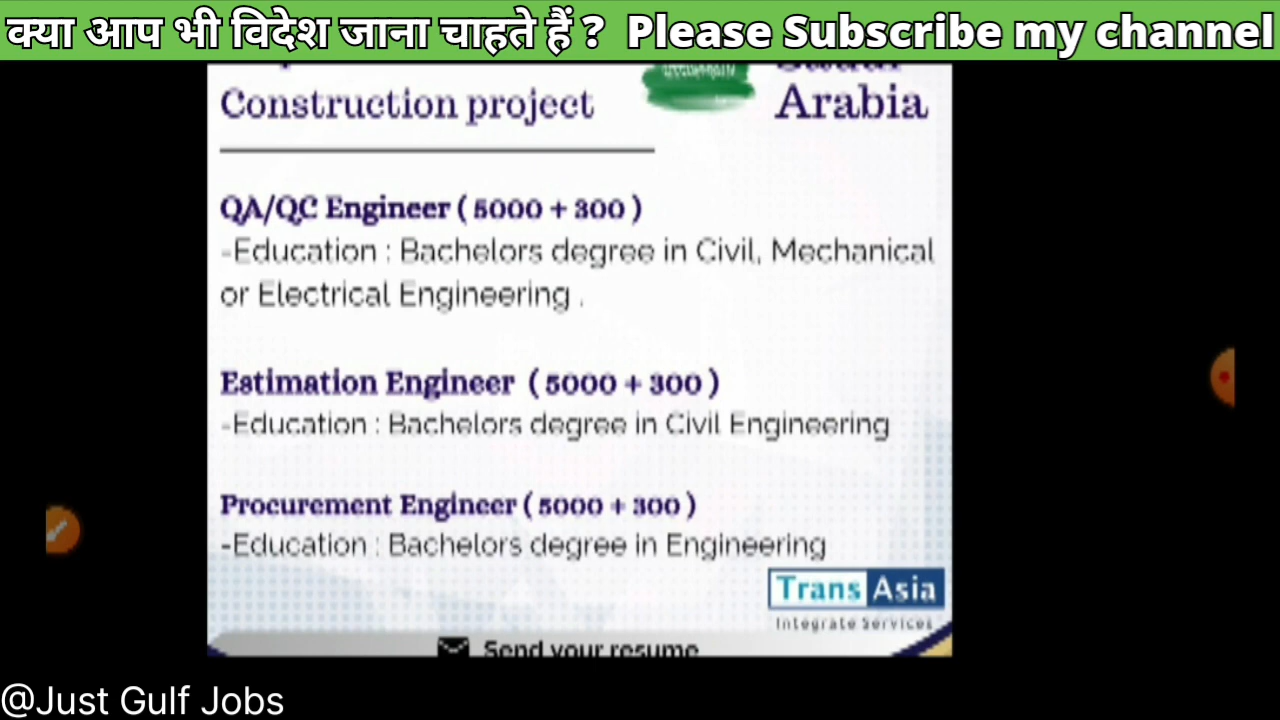 क्या आप भी विदेश जाना चाहते हैं ? Please Subscribe my channel
Construction project
Arabia
QA/QC Engineer ( 5000 + 300 )
-Education : Bachelors degree in Civil, Mechanical
or Electrical Engineering .
Estimation Engineer ( 5000 + 300 )
-Education : Bachelors degree in Civil Engineering
Procurement Engineer ( 5000 + 300 )
-Education : Bachelors degree in Engineering
Trans Asia
Integrate Services
Send your resume
@Just Gulf Jobs